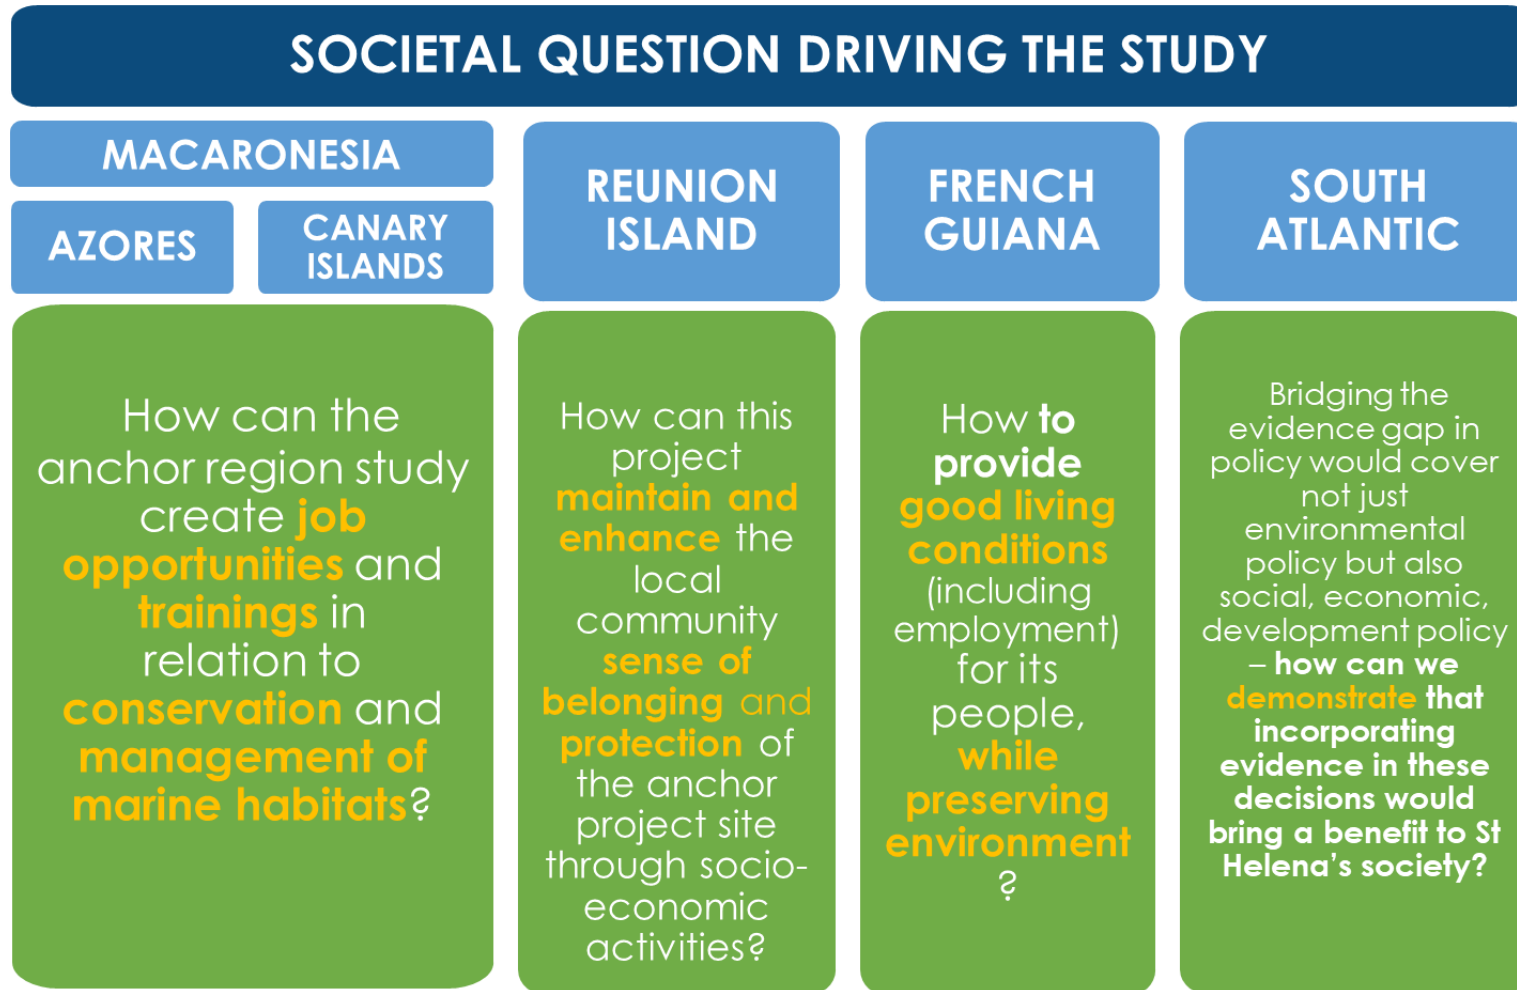 SOCIETAL QUESTION DRIVING THE STUDY
MACARONESIA
AZORES
CANARY
ISLANDS
How can the
anchor region study
create job
opportunities and
trainings in
relation to
conservation and
management of
marine habitats?
REUNION
ISLAND
How can this
project
maintain and
enhance the
local
community
sense of
belonging and
protection of
the anchor
project site
through socio-
economic
activities?
FRENCH
GUIANA
How to
provide
good living
conditions
(including
employment)
for its
people,
while
preserving
environment
?
SOUTH
ATLANTIC
Bridging the
evidence gap in
policy would cover
not just
environmental
policy but also
social, economic,
development policy
– how can we
demonstrate that
incorporating
evidence in these
decisions would
bring a benefit to St
Helena’s society?